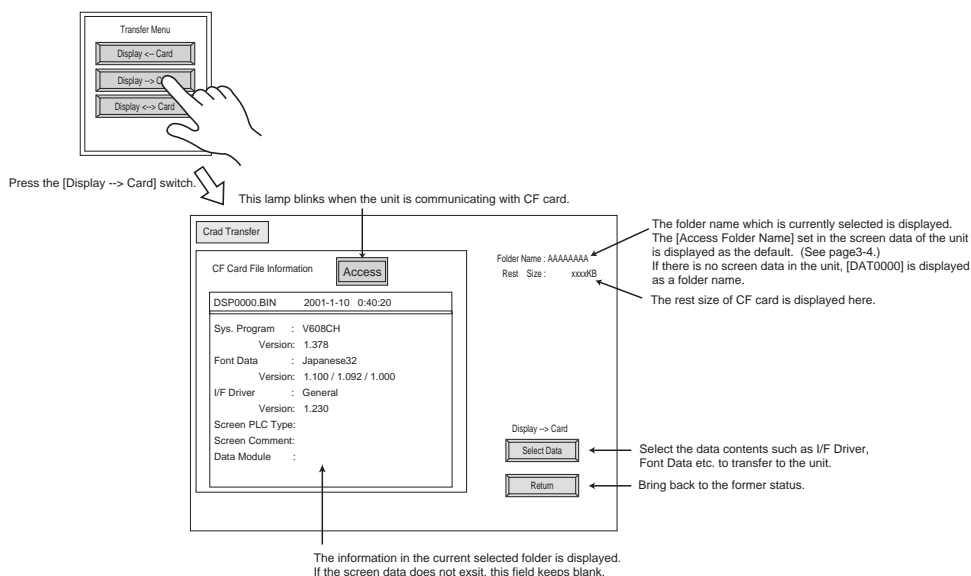 Transfer Menu
Display <-- Card
Display --> C
Display <--> Card
Press the [Display --> Card] switch.
This lamp blinks when the unit is communicating with CF card.
Crad Transfer
CF Card File Information
Access
DSP0000.BIN 2001-1-10 0:40:20
Sys. Program : V608CH
Version: 1.378
Font Data : Japanese32
Version: 1.100 / 1.092 / 1.000
I/F Driver : General
Version: 1.230
Screen PLC Type:
Screen Comment:
Data Module :
Folder Name : AAAAAAAA
Rest Size : xxxxKB
The folder name which is currently selected is displayed.
The [Access Folder Name] set in the screen data of the unit
is displayed as the default. (See page3-4.)
If there is no screen data in the unit, [DAT0000] is displayed
as a folder name.
The rest size of CF card is displayed here.
Display --> Card
Select Data
Select the data contents such as I/F Driver,
Font Data etc. to transfer to the unit.
Return
Bring back to the former status.
The information in the current selected folder is displayed.
If the screen data does not exsit, this field keeps blank.